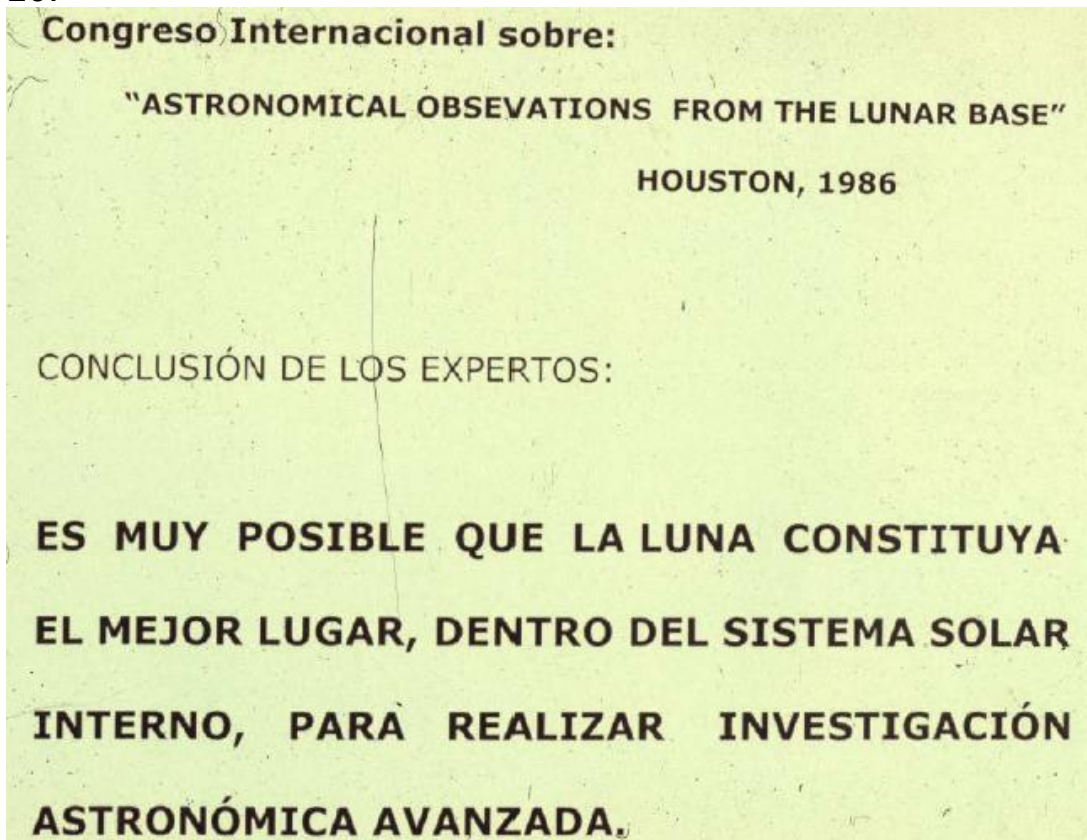 Congreso Internacional sobre:
"ASTRONOMICAL OBSEVATIONS FROM THE LUNAR BASE"
HOUSTON, 1986
CONCLUSIÓN DE LOS EXPERTOS:
ES MUY POSIBLE QUE LA LUNA CONSTITUYA
EL MEJOR LUGAR, DENTRO DEL SISTEMA SOLAR
INTERNO, PARA REALIZAR INVESTIGACIÓN
ASTRONÓMICA AVANZADA.